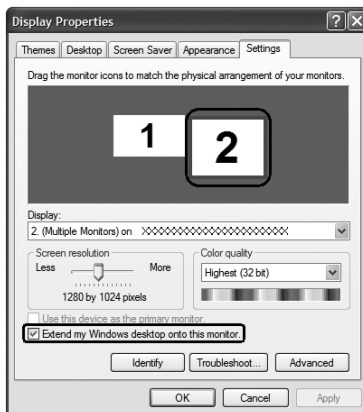 Display Properties
Themes Desktop Screen Saver Appearance Settings
Drag the monitor icons to match the physical arrangement of your monitors.
1 2
Display:
2. (Multiple Monitors) on XXXXXXXXXXXXXXXXXXXXXXXX
Screen resolution
Less More
1280 by 1024 pixels
Color quality
Highest (32 bit)
Use this device as the primary monitor.
Extend my Windows desktop onto this monitor.
Identify Troubleshoot... Advanced
OK Cancel Apply